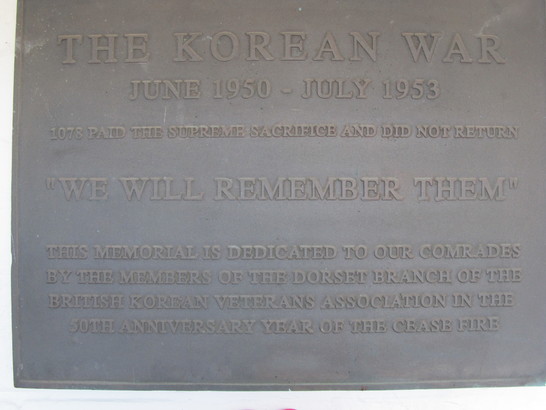 THE KOREAN WAR
JUNE 1950 - JULY 1953
1078 PAID THE SUPREME SACRIFICE AND DID NOT RETURN
"WE WILL REMEMBER THEM"
THIS MEMORIAL IS DEDICATED TO OUR COMRADES
BY THE MEMBERS OF THE DORSET BRANCH OF THE
BRITISH KOREAN VETERANS ASSOCIATION IN THE
50TH ANNIVERSARY YEAR OF THE CEASE FIRE